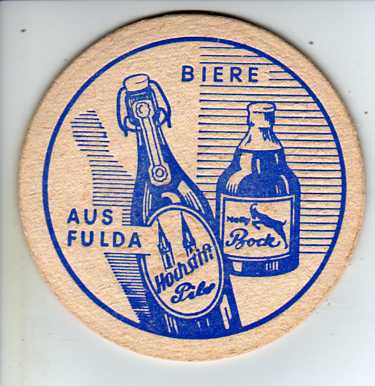 BIERE
AUS
FULDA
Hochstift
Pils
Bock